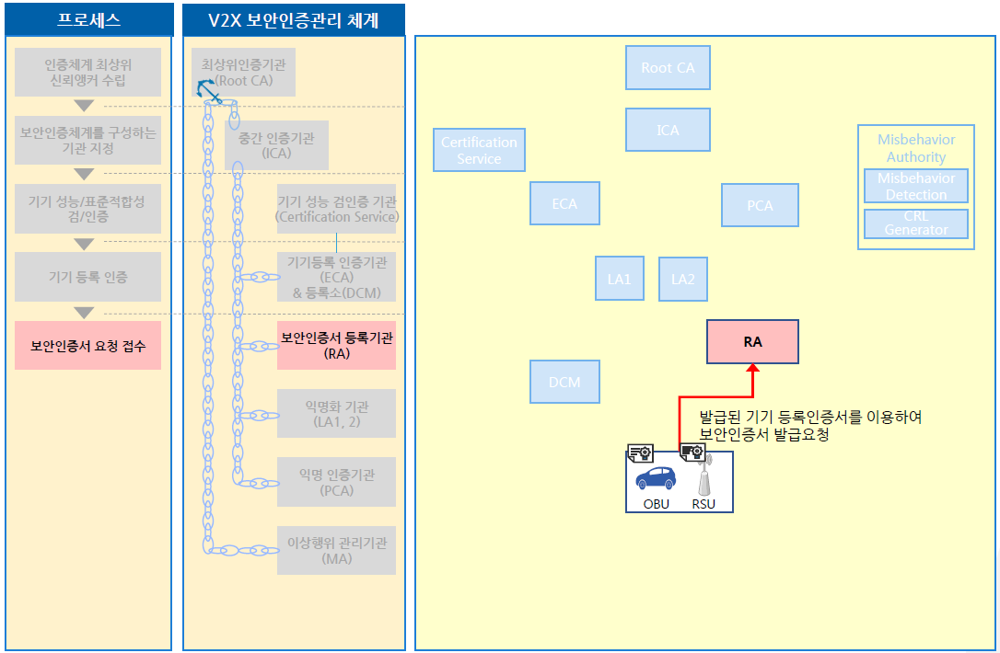 프로세스
V2X 보안인증관리 체계
인증체계 최상위
신뢰앵커 수립
보안인증체계를 구성하는
기관 지정
기기 성능/표준적합성
검/인증
기기 등록 인증
보안인증서 요청 접수
최상위인증기관
(Root CA)
중간 인증기관
(ICA)
기기 성능 검인증 기관
(Certification Service)
기기등록 인증기관
(ECA)
& 등록소(DCM)
보안인증서 등록기관
(RA)
익명화 기관
(LA1, 2)
익명 인증기관
(PCA)
이상행위 관리기관
(MA)
Root CA
ICA
Certification
Service
Misbehavior
Authority
Misbehavior
Detection
CRL
Generator
ECA
PCA
LA1
LA2
RA
DCM
발급된 기기 등록인증서를 이용하여
보안인증서 발급요청
OBU
RSU